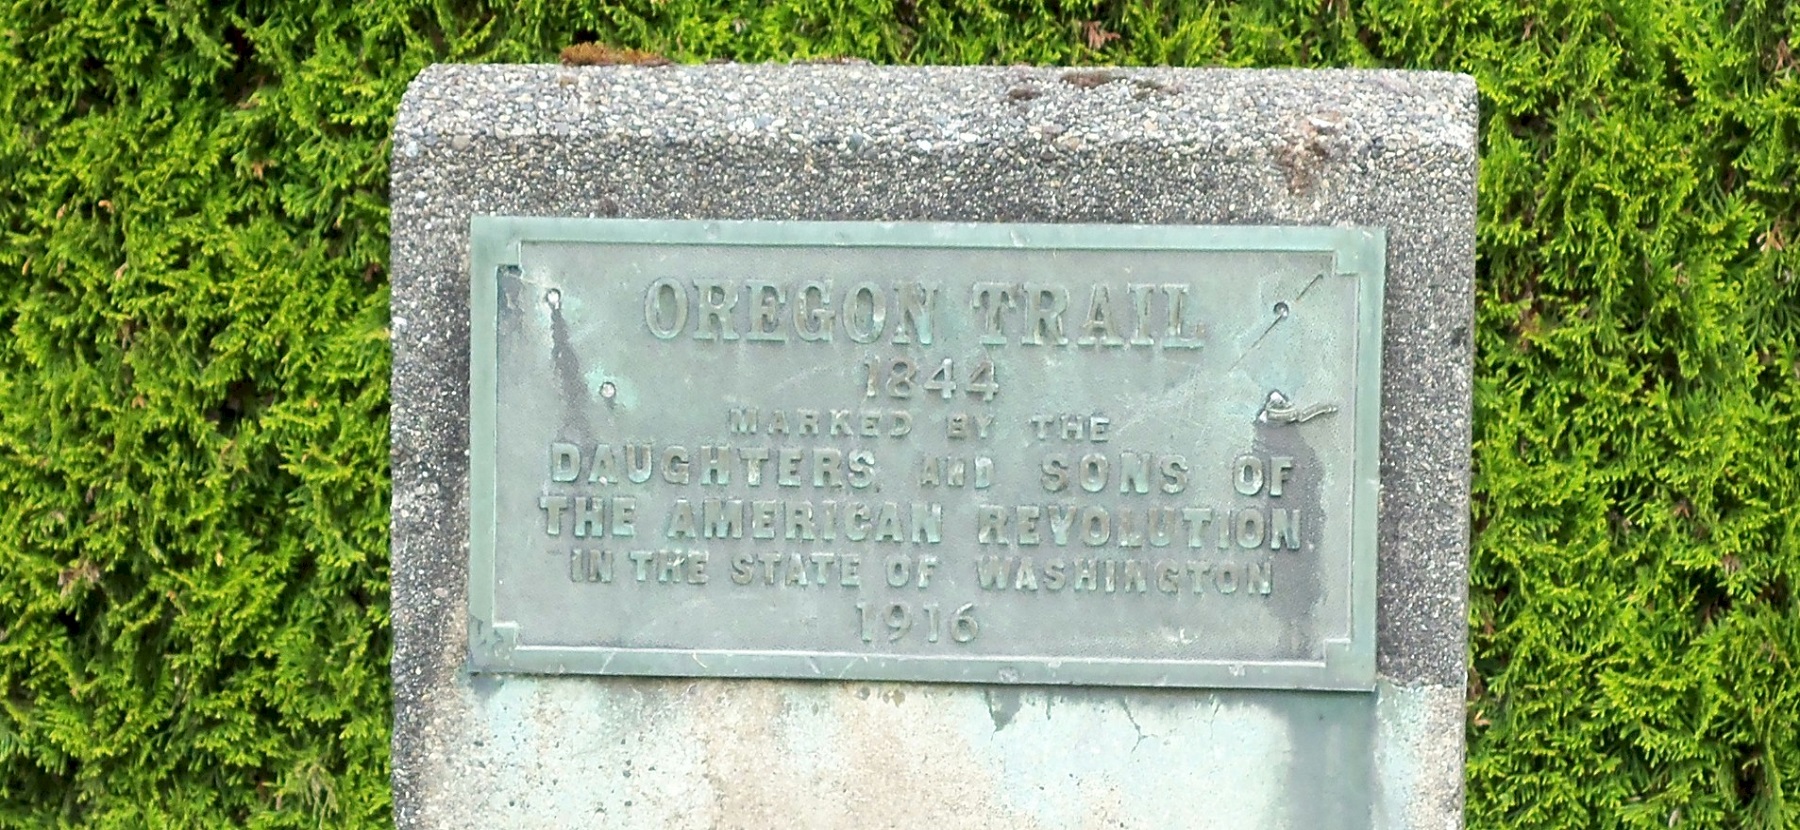 OREGON TRAIL
1844
MARKED BY THE
DAUGHTERS AND SONS OF
THE AMERICAN REVOLUTION
IN THE STATE OF WASHINGTON
1916